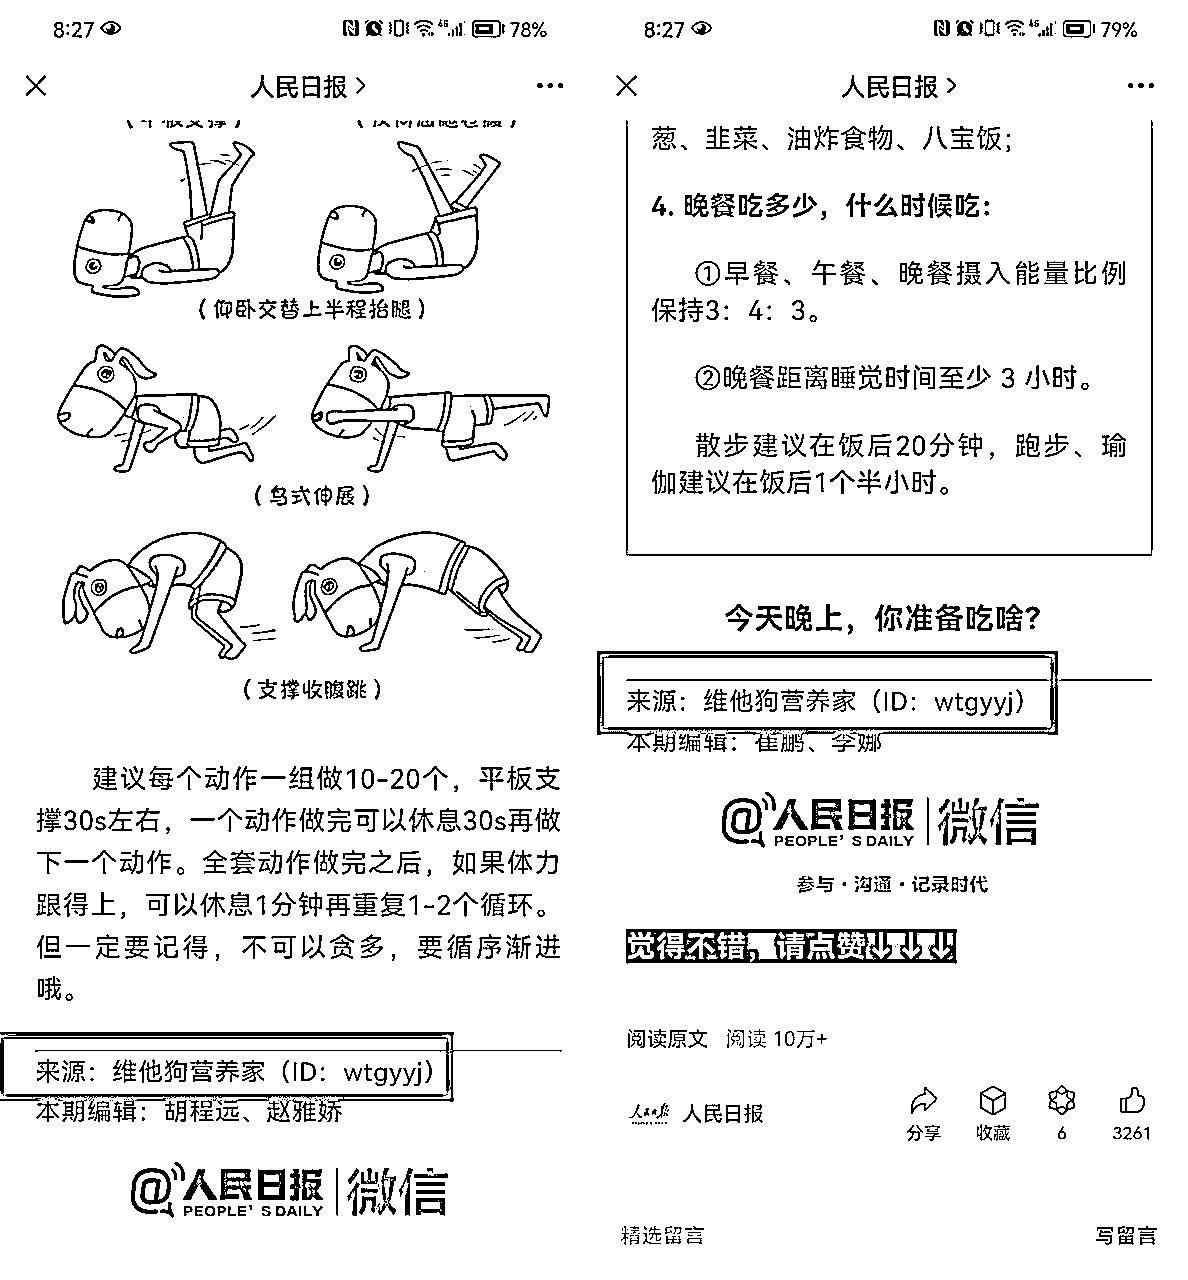 8:27
78%
人民日报
（仰卧交替上半程抬腿）
（鸟式伸展）
（支撑收腹跳）
建议每个动作一组做10-20个，平板支
撑30s左右，一个动作做完可以休息30s再做
下一个动作。全套动作做完之后，如果体力
跟得上，可以休息1分钟再重复1-2个循环。
但一定要记得，不可以贪多，要循序渐进
哦。
来源：维他狗营养家（ID：wtgyyj）
本期编辑：胡程远、赵雅娇
@人民日报 微信
PEOPLE'S DAILY
8:27
79%
人民日报
葱、韭菜、油炸食物、八宝饭；
4. 晚餐吃多少，什么时候吃：
①早餐、午餐、晚餐摄入能量比例
保持3：4：3。
②晚餐距离睡觉时间至少 3 小时。
散步建议在饭后20分钟，跑步、瑜
伽建议在饭后1个半小时。
今天晚上，你准备吃啥？
来源：维他狗营养家（ID：wtgyyj）
本期编辑：崔鹏、李娜
@人民日报 微信
PEOPLE'S DAILY
参与·沟通·记录时代
觉得不错，请点赞↓↓↓
阅读原文 阅读 10万+
人民日报
分享 收藏 6 3261
精选留言 写留言